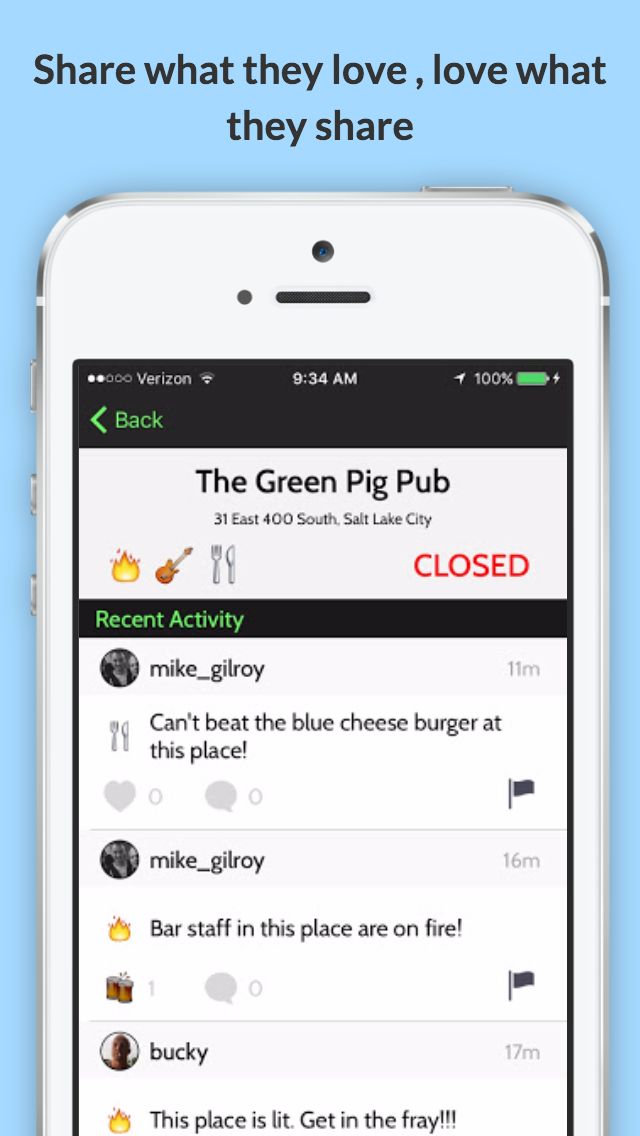 Share what they love , love what
they share
Verizon 9:34 AM 100%
Back
The Green Pig Pub
31 East 400 South, Salt Lake City
CLOSED
Recent Activity
mike_gilroy 11m
Can't beat the blue cheese burger at
this place!
0 0
mike_gilroy 16m
Bar staff in this place are on fire!
1 0
bucky 17m
This place is lit. Get in the fray!!!